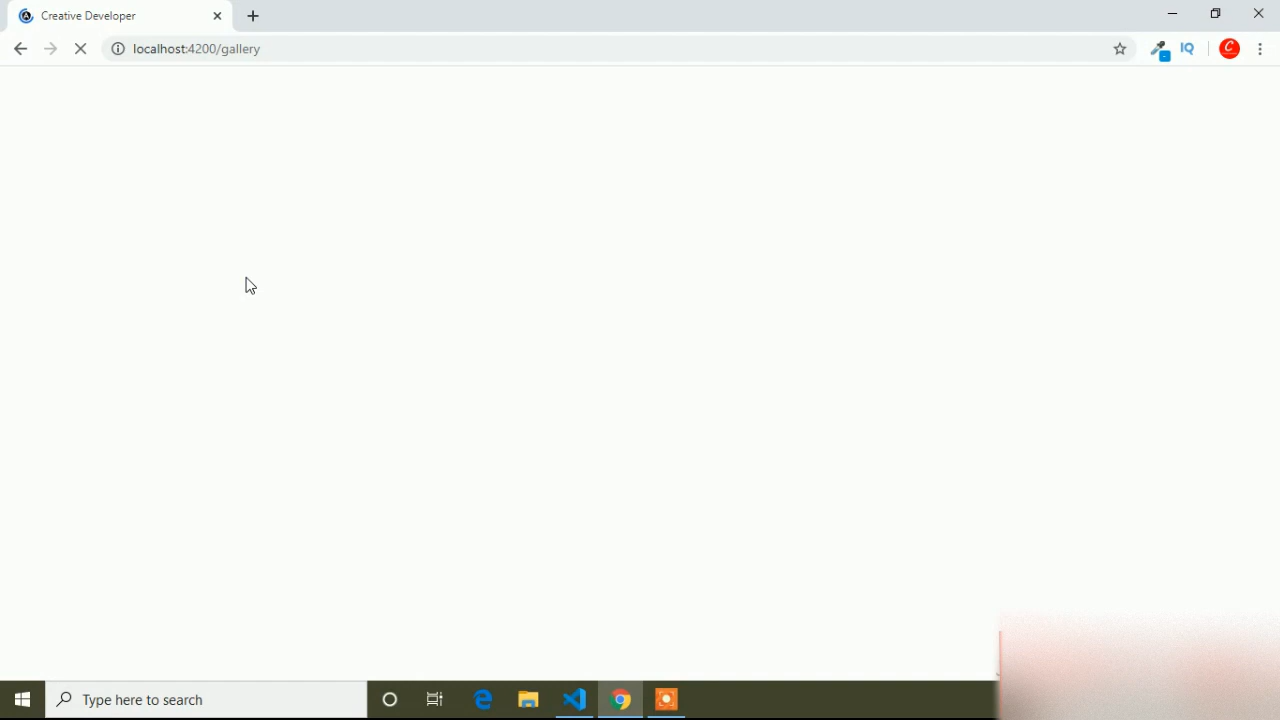 Creative Developer
localhost:4200/gallery
IQ
C
Type here to search